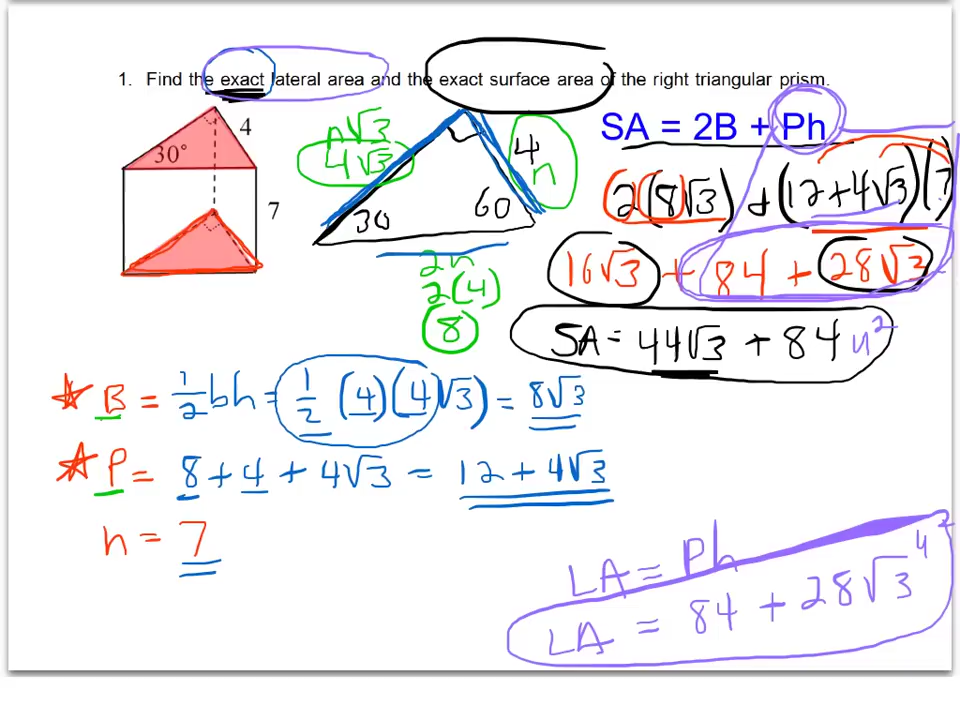 1. Find the exact lateral area and the exact surface area of the right triangular prism.
4
30°
7
n√3
4√3
4
n
30
60
2n
2(4)
8
SA = 2B + Ph
2(8√3) + (12+4√3)(7)
16√3 + 84 + 28√3
SA = 44√3 + 84 u²
B = 1/2 bh = 1/2 (4)(4√3) = 8√3
P = 8 + 4 + 4√3 = 12 + 4√3
h = 7
LA = Ph
LA = 84 + 28√3 u²